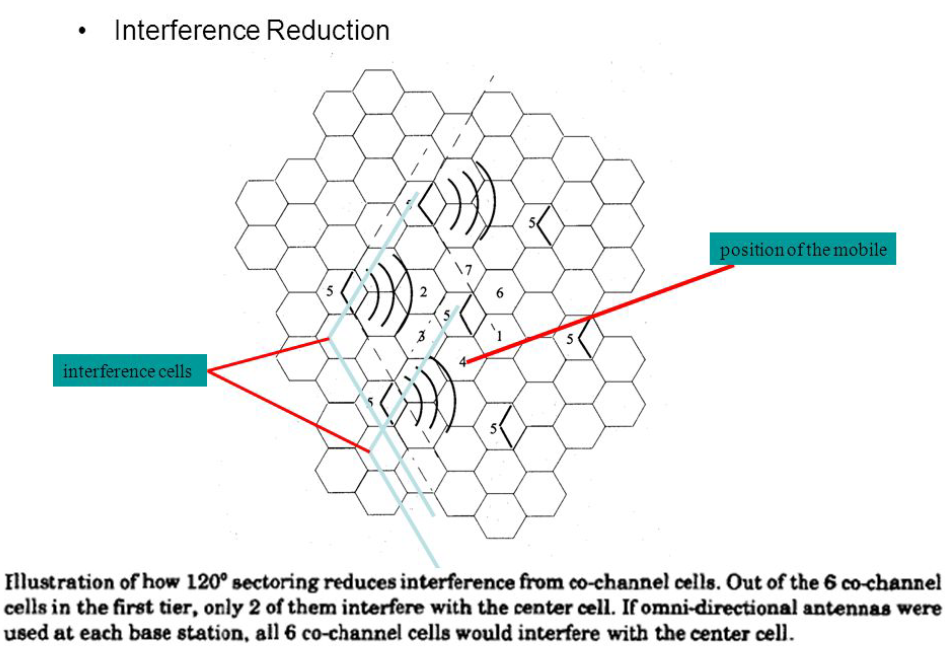 • Interference Reduction
5
5
7
5
2
6
position of the mobile
5
3
1
5
4
interference cells
5
5
Illustration of how 120° sectoring reduces interference from co-channel cells. Out of the 6 co-channel
cells in the first tier, only 2 of them interfere with the center cell. If omni-directional antennas were
used at each base station, all 6 co-channel cells would interfere with the center cell.